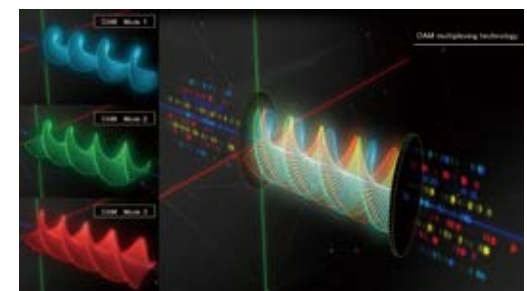 OAM Mode 1
OAM Mode 2
OAM Mode 3
OAM multiplexing technology